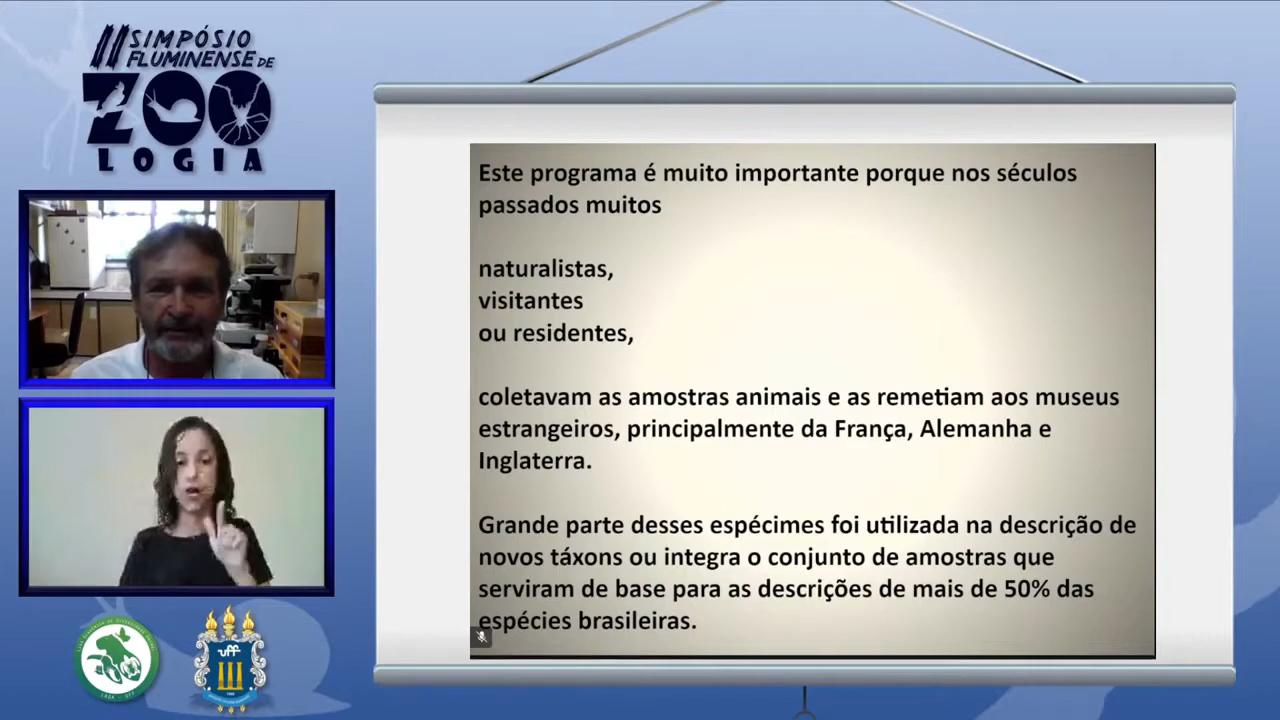 II SIMPÓSIO
FLUMINENSE DE
ZOO
LOGIA
Este programa é muito importante porque nos séculos
passados muitos
naturalistas,
visitantes
ou residentes,
coletavam as amostras animais e as remetiam aos museus
estrangeiros, principalmente da França, Alemanha e
Inglaterra.
Grande parte desses espécimes foi utilizada na descrição de
novos táxons ou integra o conjunto de amostras que
serviram de base para as descrições de mais de 50% das
espécies brasileiras.
uff